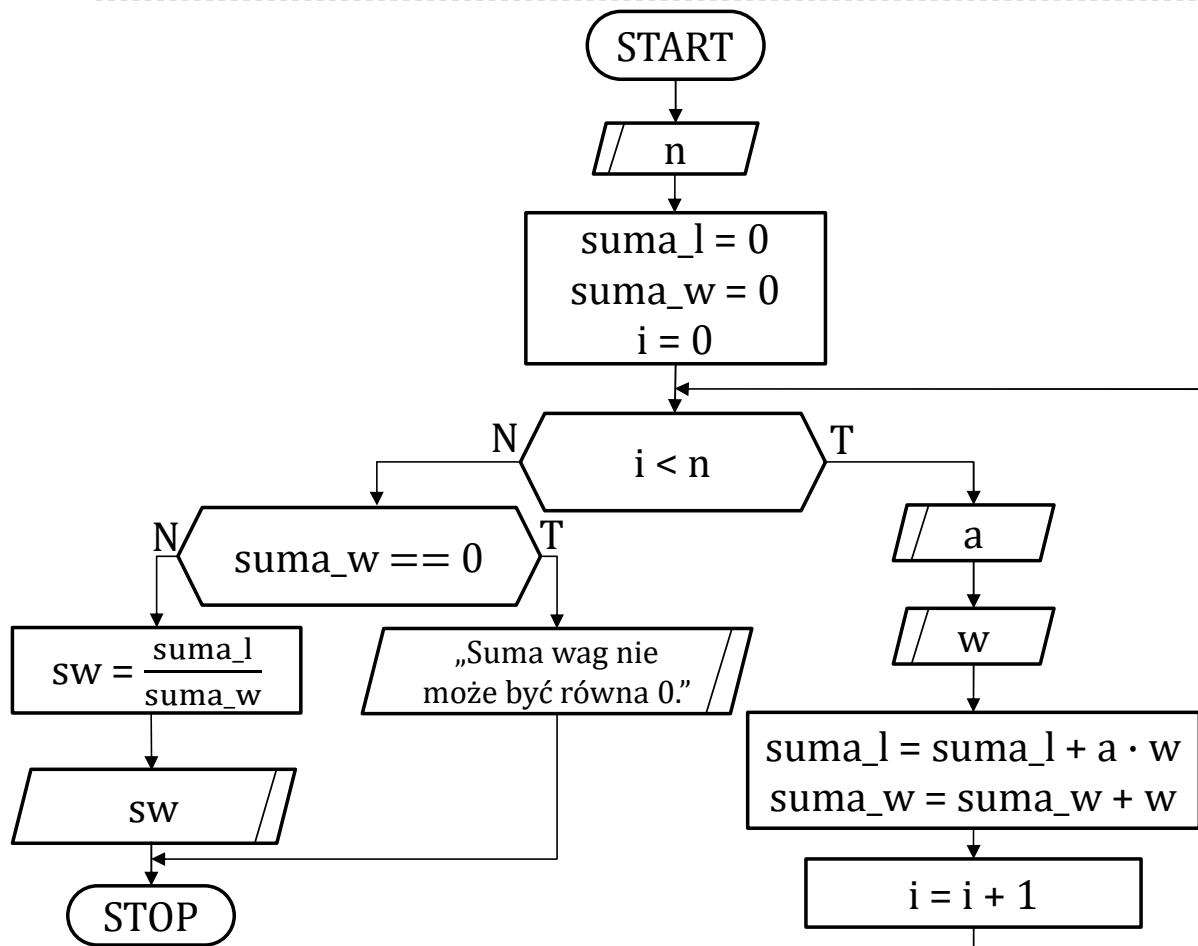 START
n
suma_l = 0
suma_w = 0
i = 0
N
i < n
T
N
suma_w == 0
T
a
w
sw = suma_l
suma_w
„Suma wag nie
może być równa 0.”
suma_l = suma_l + a · w
suma_w = suma_w + w
sw
i = i + 1
STOP